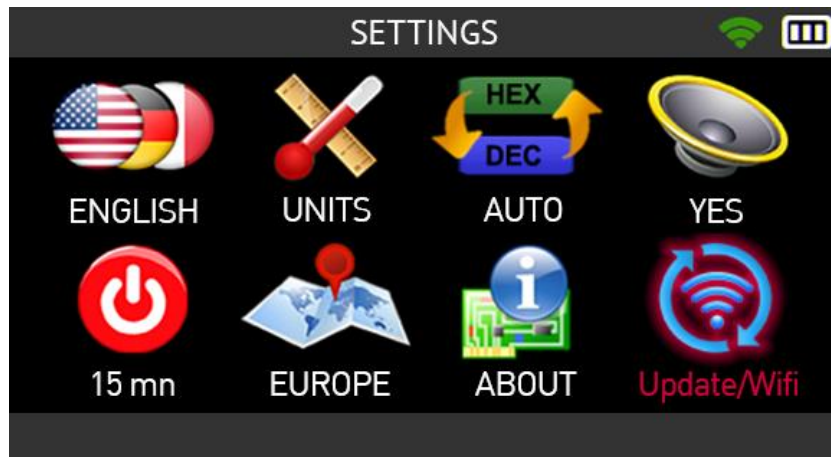 SETTINGS
HEX
DEC
ENGLISH UNITS AUTO YES
15 mn EUROPE ABOUT Update/Wifi